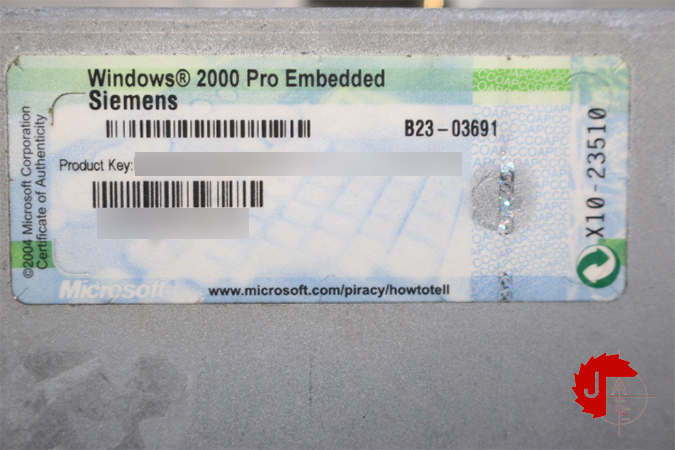 Windows® 2000 Pro Embedded
Siemens
B23-03691
Product Key:
Microsoft
www.microsoft.com/piracy/howtotell
©2004 Microsoft Corporation
Certificate of Authenticity
X10-23510
COAPCCOAPCCOAPC
J